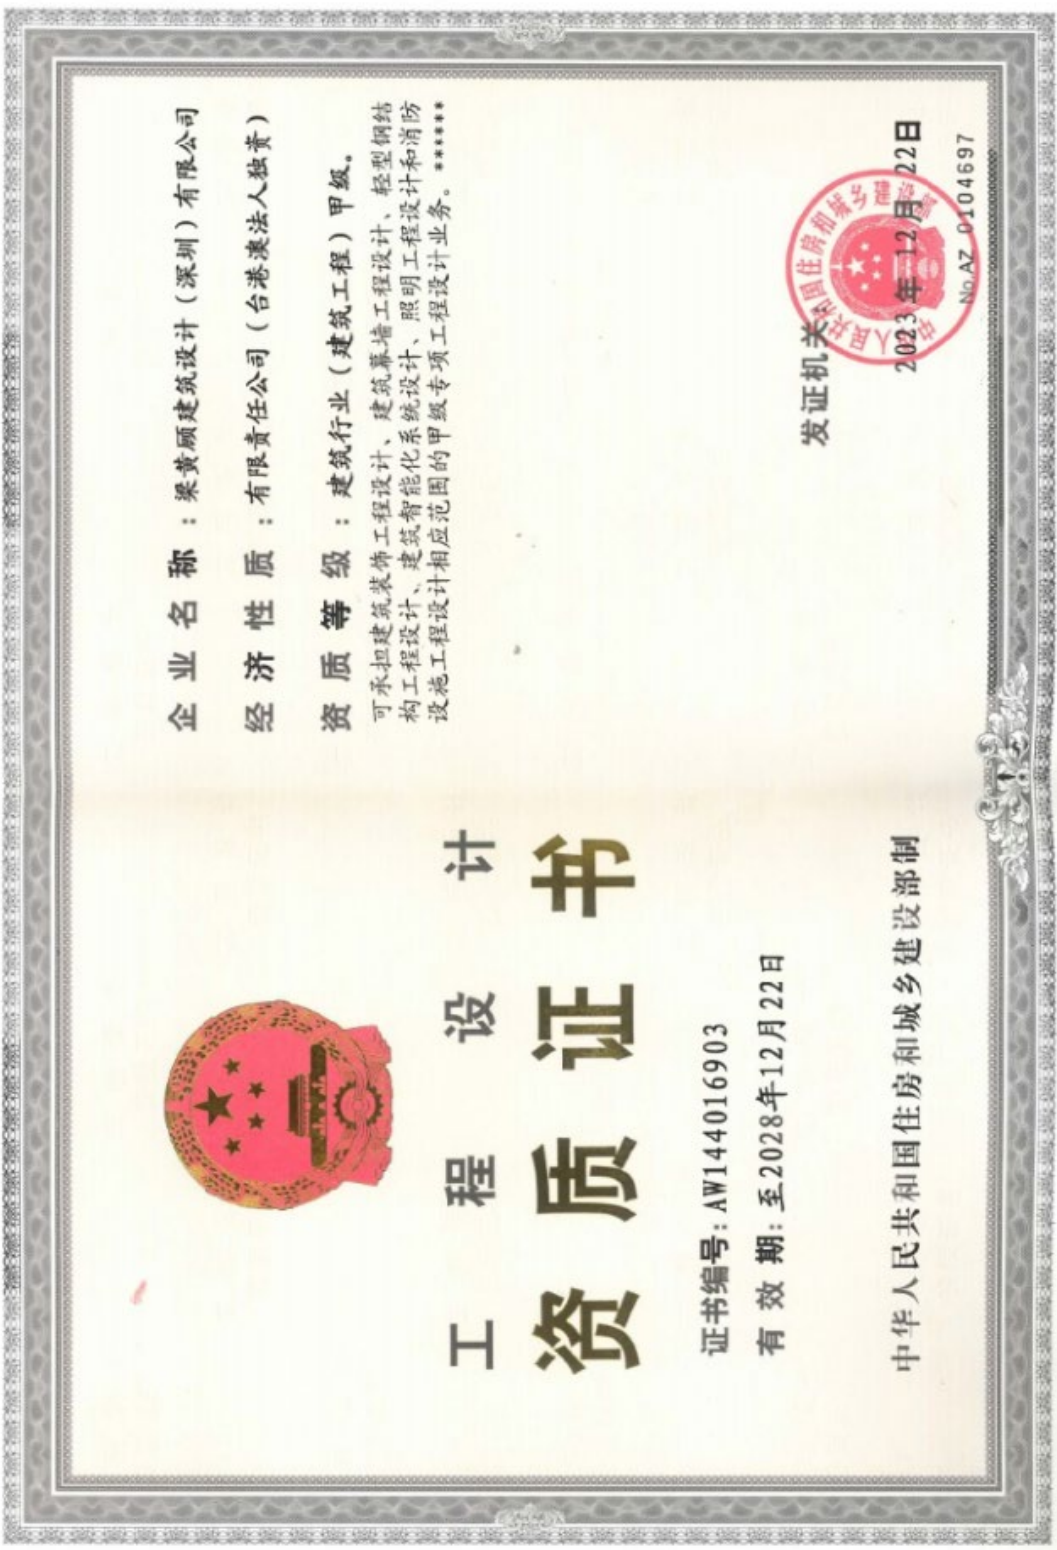 工程设计
资质证书
证书编号：AW144016903
有效期：至2028年12月22日
中华人民共和国住房和城乡建设部制
企业名称：梁黄顾建筑设计（深圳）有限公司
经济性质：有限责任公司（台港澳法人独资）
资质等级：建筑行业（建筑工程）甲级。
可承担建筑装饰工程设计、建筑幕墙工程设计、轻型钢结
构工程设计、建筑智能化系统设计、照明工程设计和消防
设施工程设计相应范围的甲级专项工程设计业务。******
发证机关：
2023年12月22日
No.AZ 0104697